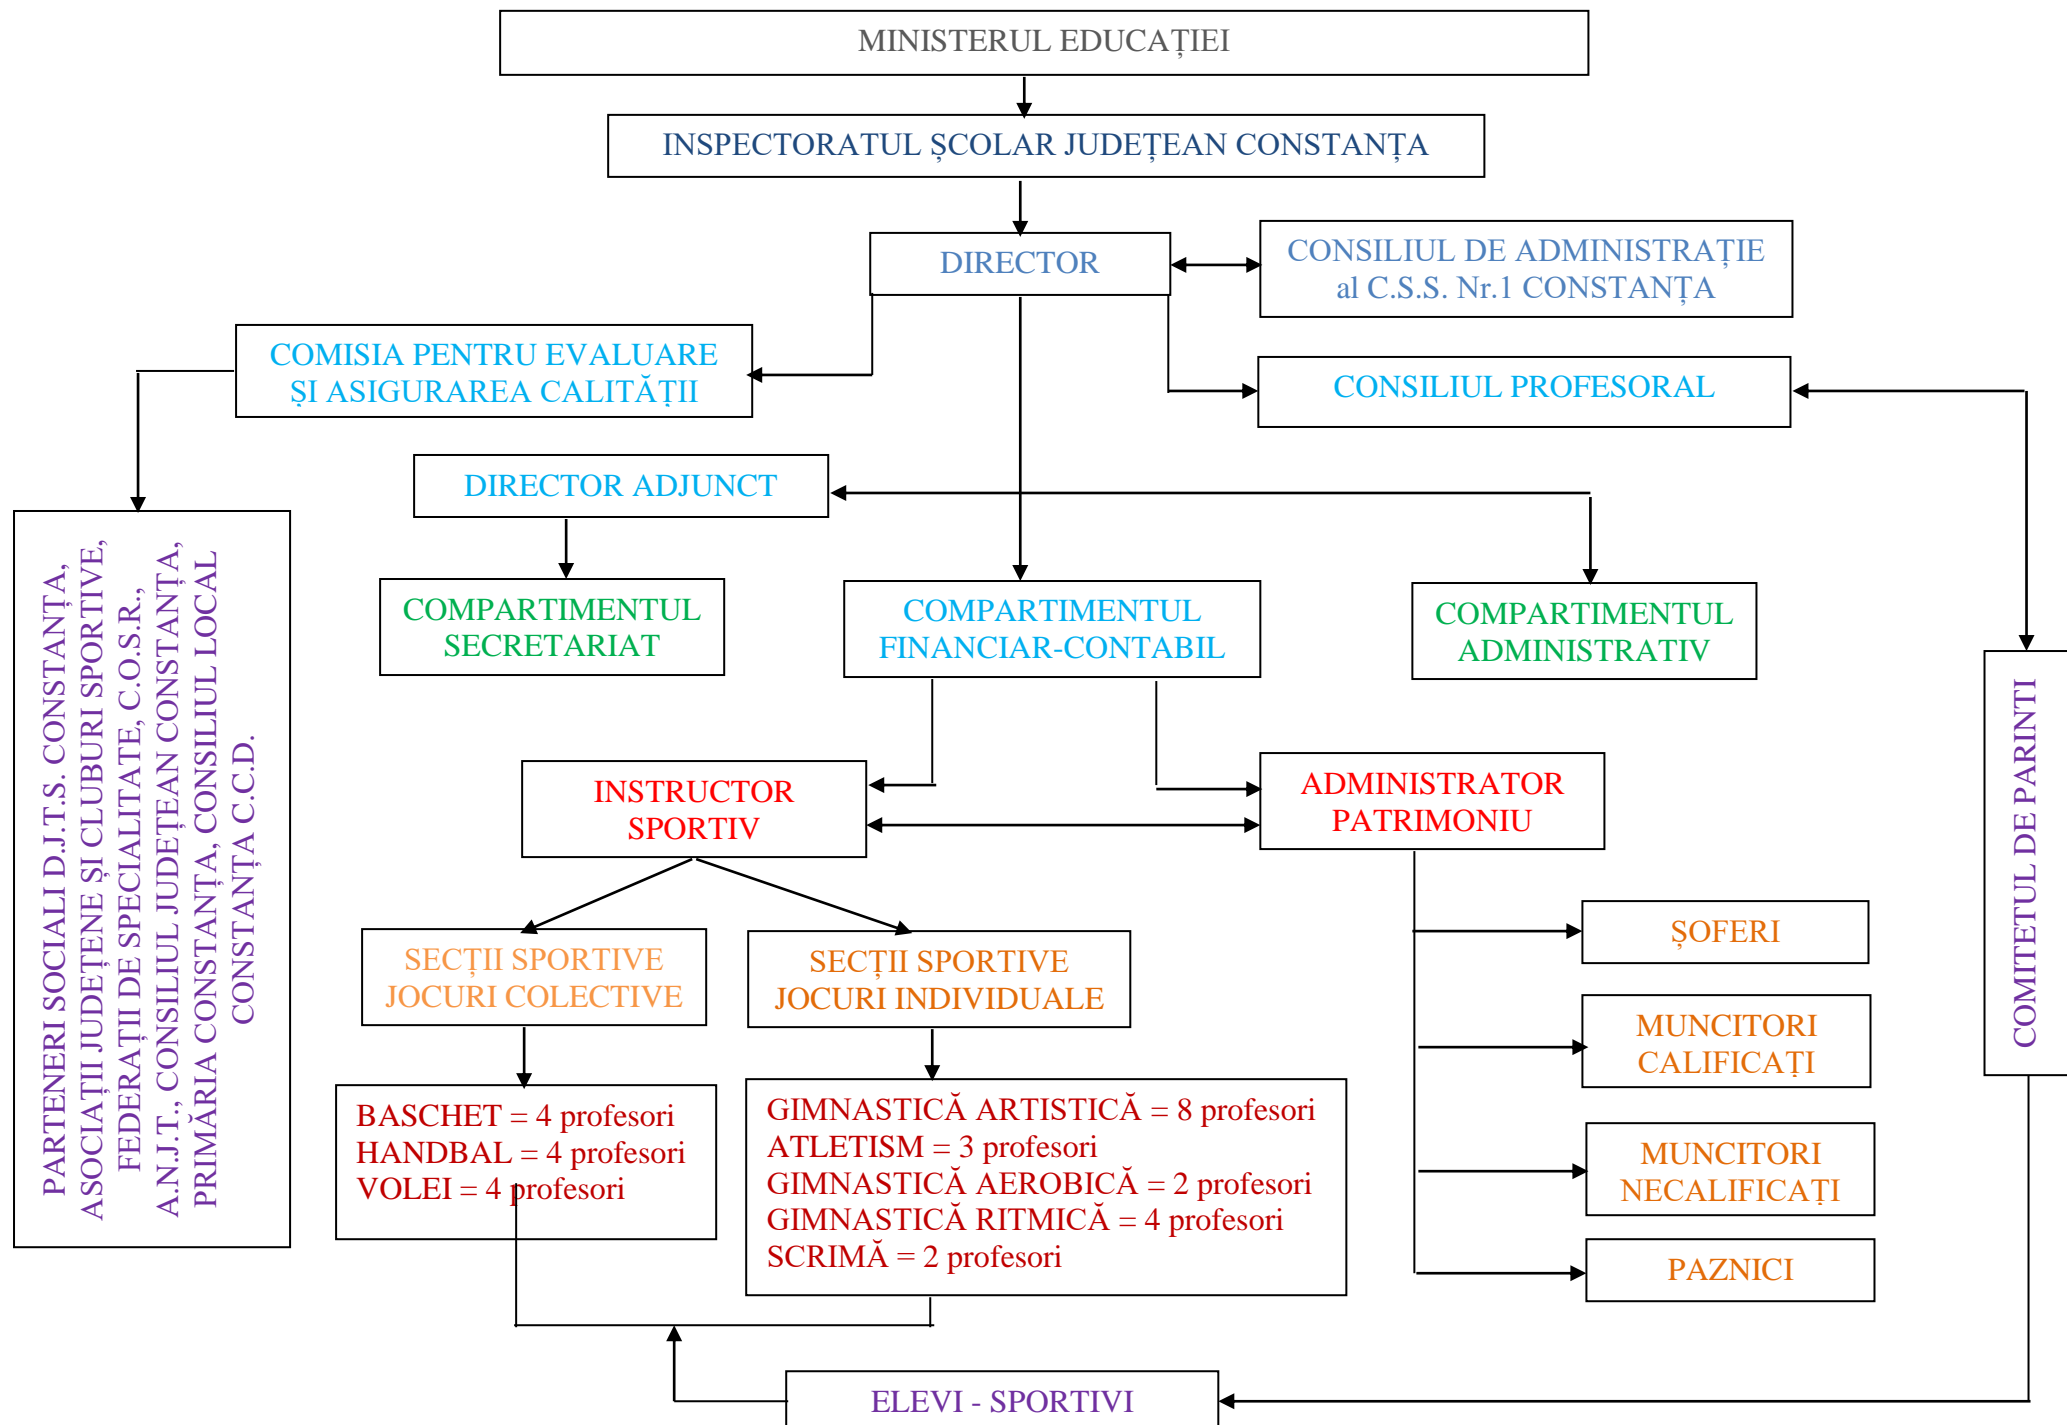 MINISTERUL EDUCAȚIEI
INSPECTORATUL ȘCOLAR JUDEȚEAN CONSTANȚA
DIRECTOR
CONSILIUL DE ADMINISTRAȚIE
al C.S.S. Nr.1 CONSTANȚA
COMISIA PENTRU EVALUARE
ȘI ASIGURAREA CALITĂȚII
CONSILIUL PROFESORAL
DIRECTOR ADJUNCT
PARTENERI SOCIALI D.J.T.S. CONSTANȚA,
ASOCIAȚII JUDEȚENE ȘI CLUBURI SPORTIVE,
FEDERAȚII DE SPECIALITATE, C.O.S.R.,
A.N.J.T., CONSILIUL JUDEȚEAN CONSTANȚA,
PRIMĂRIA CONSTANȚA, CONSILIUL LOCAL
CONSTANȚA C.C.D.
COMPARTIMENTUL
SECRETARIAT
COMPARTIMENTUL
FINANCIAR-CONTABIL
COMPARTIMENTUL
ADMINISTRATIV
COMITETUL DE PARINTI
INSTRUCTOR
SPORTIV
ADMINISTRATOR
PATRIMONIU
SECȚII SPORTIVE
JOCURI COLECTIVE
SECȚII SPORTIVE
JOCURI INDIVIDUALE
ȘOFERI
MUNCITORI
CALIFICAȚI
MUNCITORI
NECALIFICAȚI
PAZNICI
BASCHET = 4 profesori
HANDBAL = 4 profesori
VOLEI = 4 profesori
GIMNASTICĂ ARTISTICĂ = 8 profesori
ATLETISM = 3 profesori
GIMNASTICĂ AEROBICĂ = 2 profesori
GIMNASTICĂ RITMICĂ = 4 profesori
SCRIMĂ = 2 profesori
ELEVI - SPORTIVI